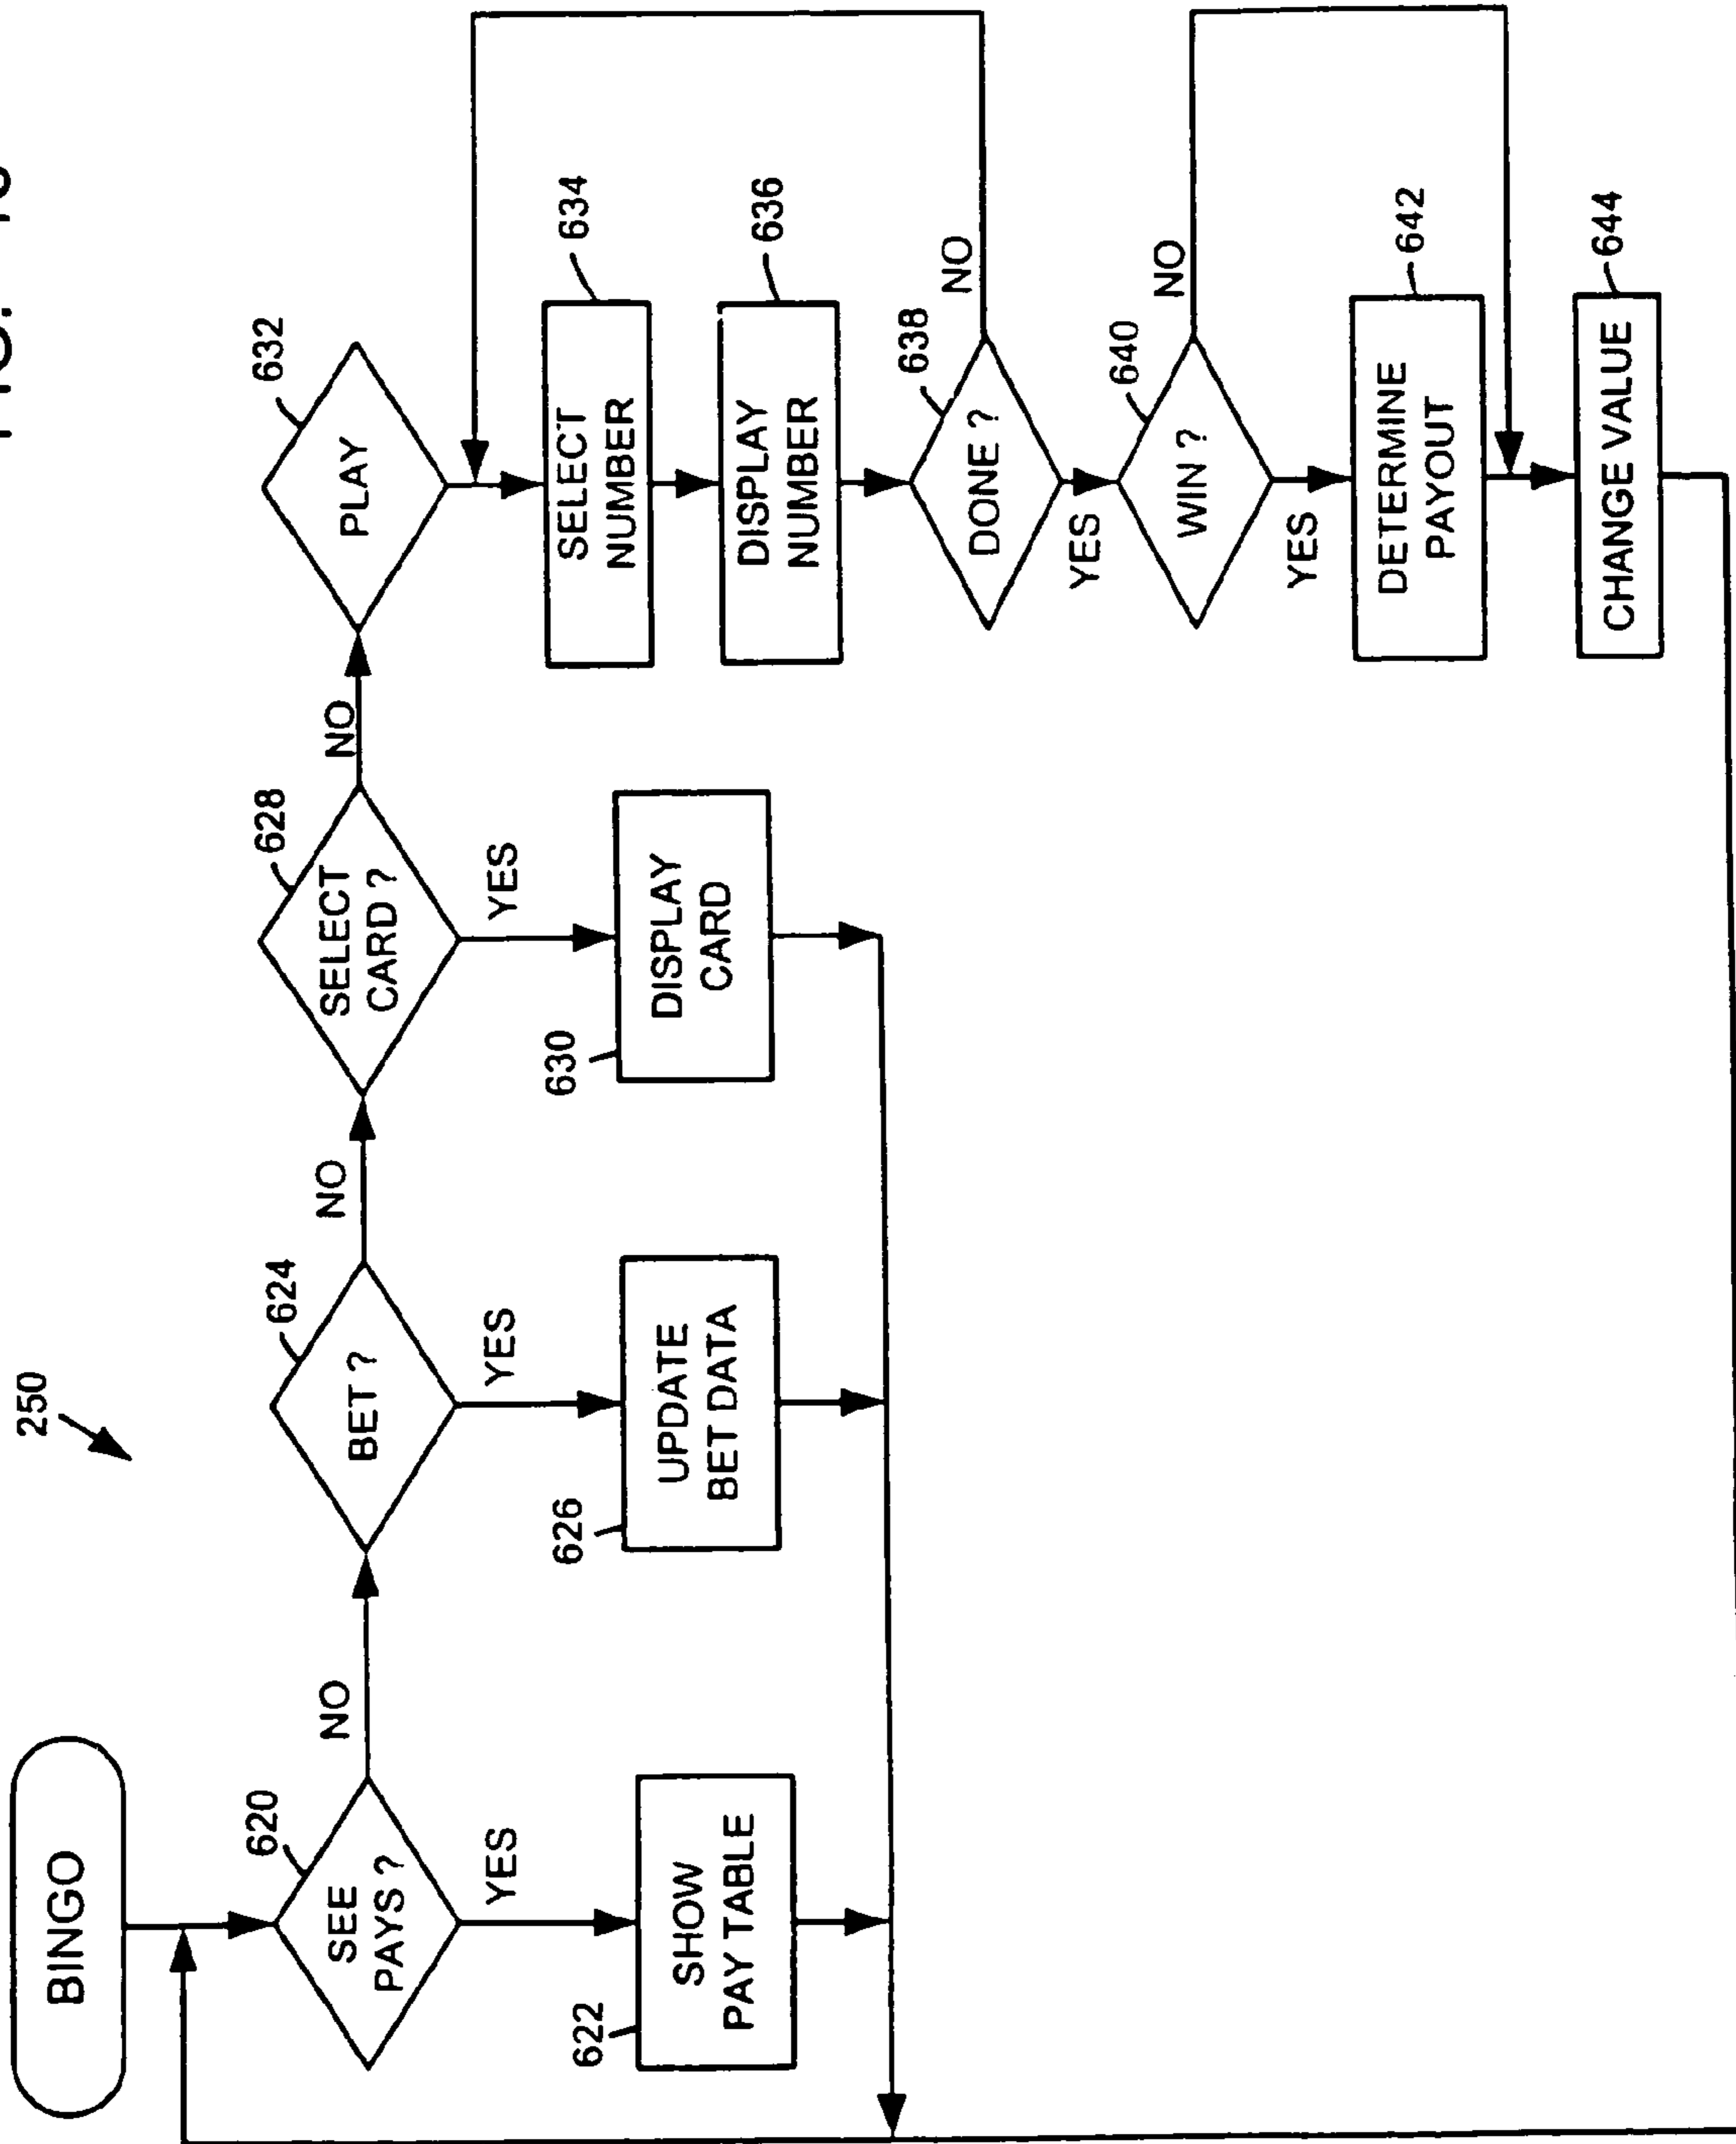 FIG.
250
BINGO
620
SEE
PAYS ?
NO
YES
622
SHOW
PAY TABLE
624
BET ?
NO
YES
626
UPDATE
BET DATA
628
SELECT
CARD ?
NO
YES
630
DISPLAY
CARD
632
PLAY
634
SELECT
NUMBER
636
DISPLAY
NUMBER
638
DONE ?
NO
YES
640
WIN ?
NO
YES
642
DETERMINE
PAYOUT
644
CHANGE VALUE